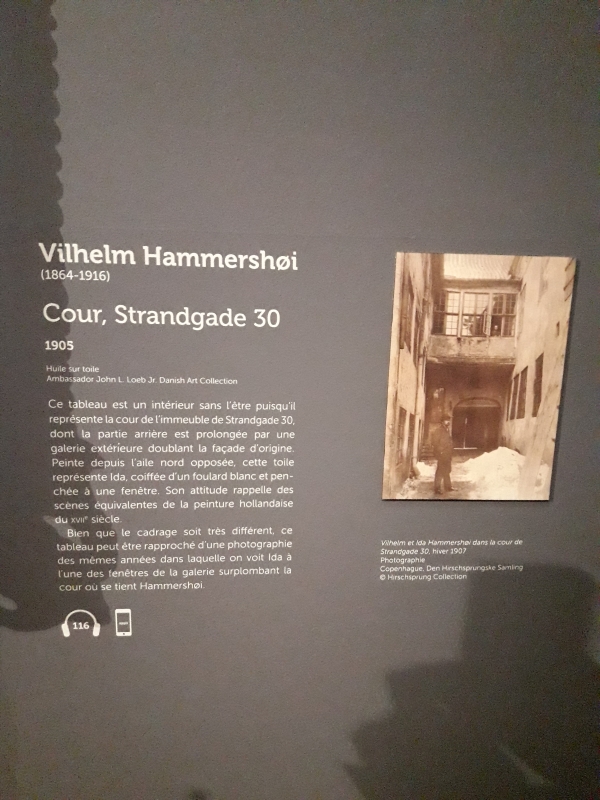 Vilhelm Hammershøi
(1864-1916)
Cour, Strandgade 30
1905
Huile sur toile
Ambassador John L. Loeb Jr. Danish Art Collection
Ce tableau est un intérieur sans l'être puisqu'il
représente la cour de l'immeuble de Strandgade 30,
dont la partie arrière est prolongée par une
galerie extérieure doublant la façade d'origine.
Peinte depuis l'aile nord opposée, cette toile
représente Ida, coiffée d'un foulard blanc et pen-
chée à une fenêtre. Son attitude rappelle des
scènes équivalentes de la peinture hollandaise
du XVIIe siècle.
Bien que le cadrage soit très différent, ce
tableau peut être rapproché d'une photographie
des mêmes années dans laquelle on voit Ida à
l'une des fenêtres de la galerie surplombant la
cour où se tient Hammershøi.
116
Vilhelm et Ida Hammershøi dans la cour de
Strandgade 30, hiver 1907
Photographie
Copenhague, Den Hirschsprungske Samling
© Hirschsprung Collection